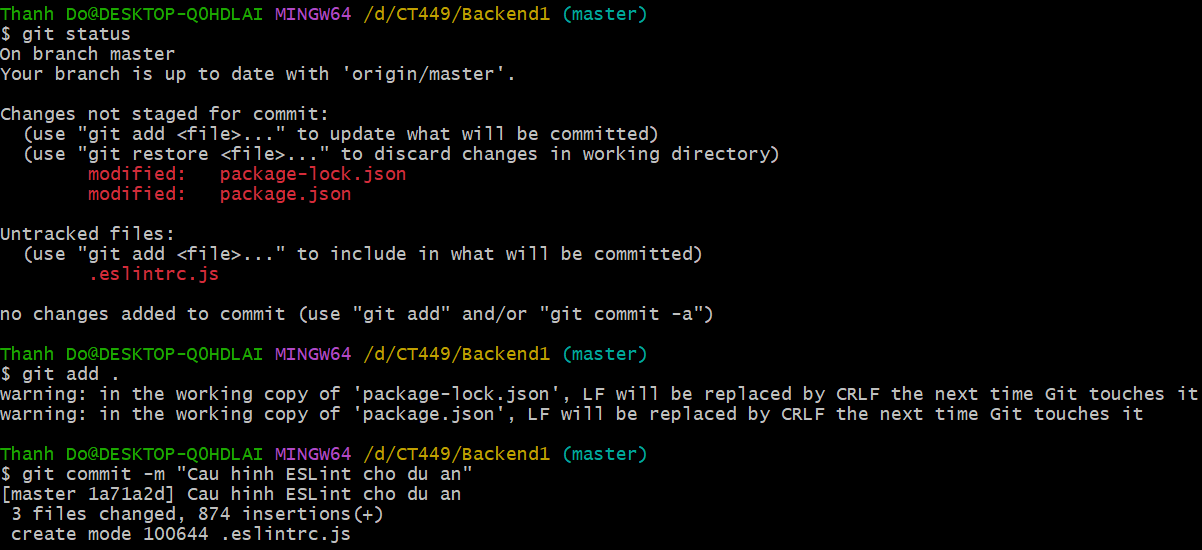 Thanh Do@DESKTOP-Q0HDLAI MINGW64 /d/CT449/Backend1 (master)
$ git status
On branch master
Your branch is up to date with 'origin/master'.

Changes not staged for commit:
  (use "git add <file>..." to update what will be committed)
  (use "git restore <file>..." to discard changes in working directory)
        modified:   package-lock.json
        modified:   package.json

Untracked files:
  (use "git add <file>..." to include in what will be committed)
        .eslintrc.js

no changes added to commit (use "git add" and/or "git commit -a")

Thanh Do@DESKTOP-Q0HDLAI MINGW64 /d/CT449/Backend1 (master)
$ git add .
warning: in the working copy of 'package-lock.json', LF will be replaced by CRLF the next time Git touches it
warning: in the working copy of 'package.json', LF will be replaced by CRLF the next time Git touches it

Thanh Do@DESKTOP-Q0HDLAI MINGW64 /d/CT449/Backend1 (master)
$ git commit -m "Cau hinh ESLint cho du an"
[master 1a71a2d] Cau hinh ESLint cho du an
 3 files changed, 874 insertions(+)
 create mode 100644 .eslintrc.js